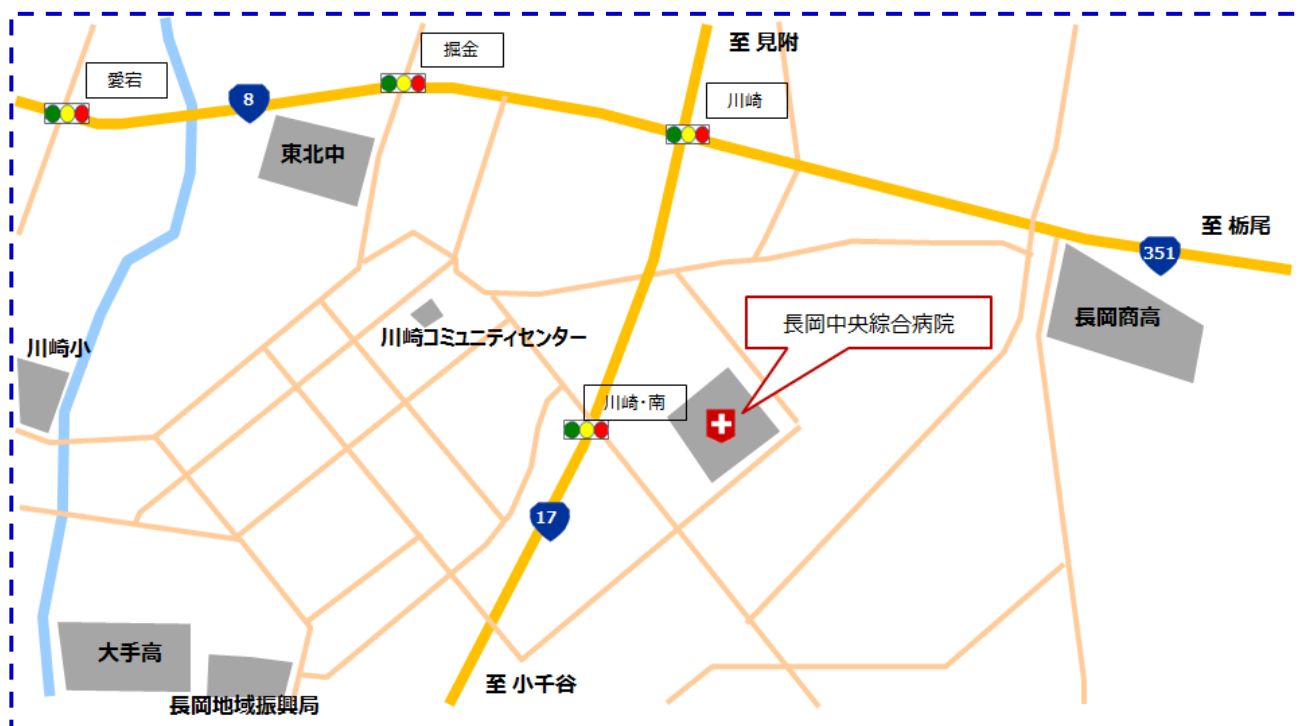 掘金
至 見附
愛宕
8
川崎
東北中
至 栃尾
351
長岡商高
長岡中央綜合病院
川崎コミュニティセンター
川崎小
川崎・南
17
大手高
至 小千谷
長岡地域振興局